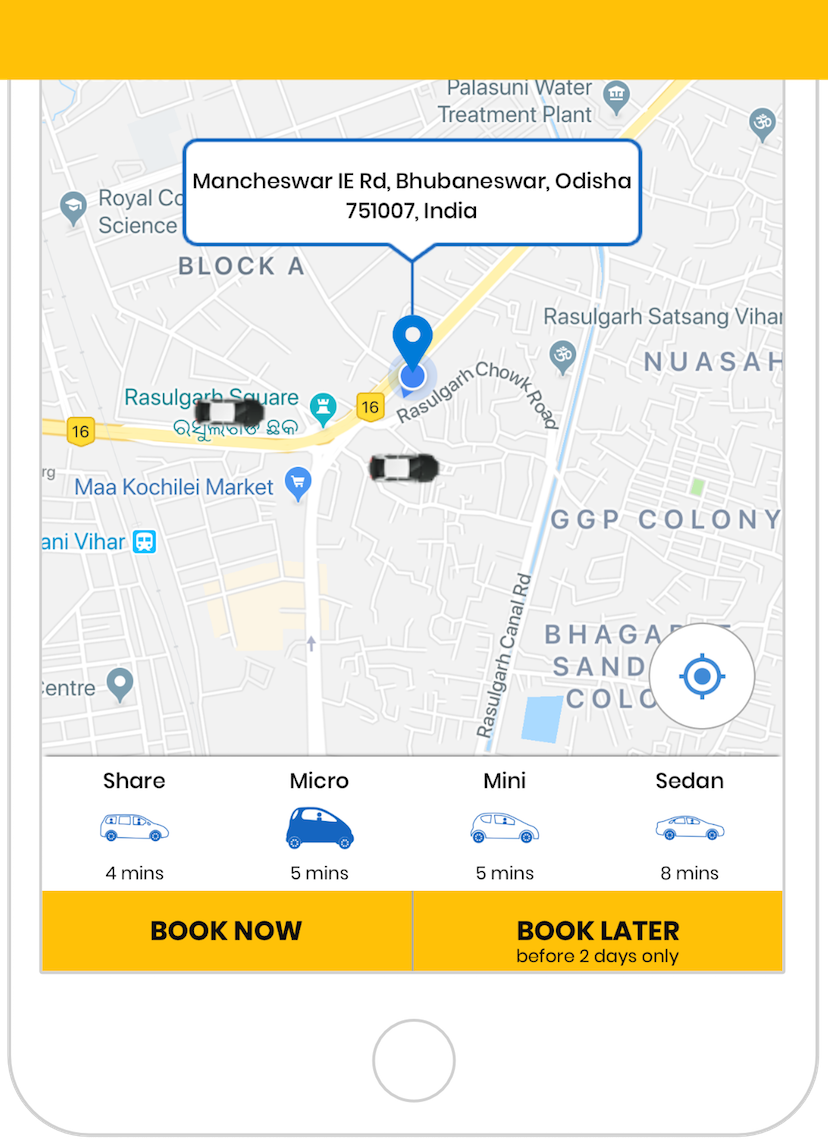 Palasuni Water
Treatment Plant
Mancheswar IE Rd, Bhubaneswar, Odisha
751007, India
Royal Co
Science
BLOCK A
Rasulgarh Satsang Vihar
NUASAH
Rasulgarh Chowk Road
Rasulgarh Square
16
ରସୁଲଗଡ ଛକ
16
rg
Maa Kochilei Market
GGP COLONY
ani Vihar
Rasulgarh Canal Rd
BHAGA
SAND
COLO
entre
Share
Micro
Mini
Sedan
4 mins
5 mins
5 mins
8 mins
BOOK NOW
BOOK LATER
before 2 days only